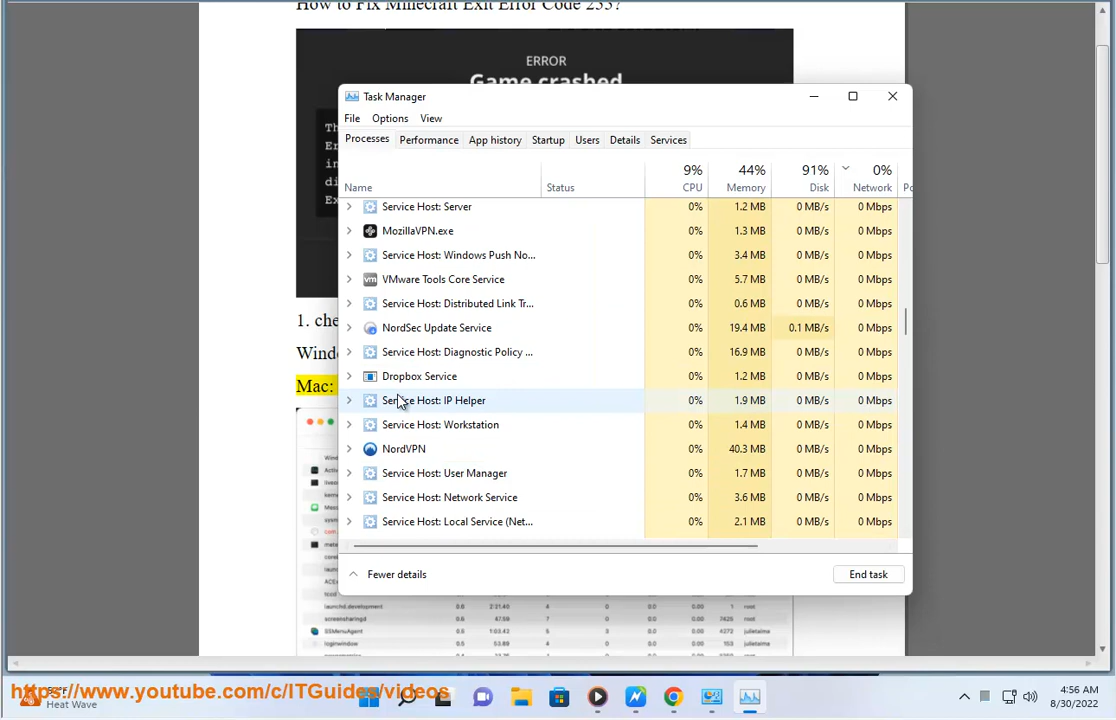 How to Fix Minecraft Exit Error Code 255?
ERROR
Game crashed
Task Manager
File Options View
Processes Performance App history Startup Users Details Services
9% 44% 91% 0%
Name Status CPU Memory Disk Network
Service Host: Server 0% 1.2 MB 0 MB/s 0 Mbps
MozillaVPN.exe 0% 1.3 MB 0 MB/s 0 Mbps
Service Host: Windows Push No... 0% 3.4 MB 0 MB/s 0 Mbps
VMware Tools Core Service 0% 5.7 MB 0 MB/s 0 Mbps
Service Host: Distributed Link Tr... 0% 0.6 MB 0 MB/s 0 Mbps
1. che
NordSec Update Service 0% 19.4 MB 0.1 MB/s 0 Mbps
Wind
Service Host: Diagnostic Policy ... 0% 16.9 MB 0 MB/s 0 Mbps
Mac:
Dropbox Service 0% 1.2 MB 0 MB/s 0 Mbps
Service Host: IP Helper 0% 1.9 MB 0 MB/s 0 Mbps
Service Host: Workstation 0% 1.4 MB 0 MB/s 0 Mbps
NordVPN 0% 40.3 MB 0 MB/s 0 Mbps
Service Host: User Manager 0% 1.7 MB 0 MB/s 0 Mbps
Service Host: Network Service 0% 3.6 MB 0 MB/s 0 Mbps
Service Host: Local Service (Net... 0% 2.1 MB 0 MB/s 0 Mbps
Fewer details End task
launchd.development
screensharingd
SSMenuAgent
loginwindow
https://www.youtube.com/c/ITGuides/videos
Heat Wave
4:56 AM
8/30/2022